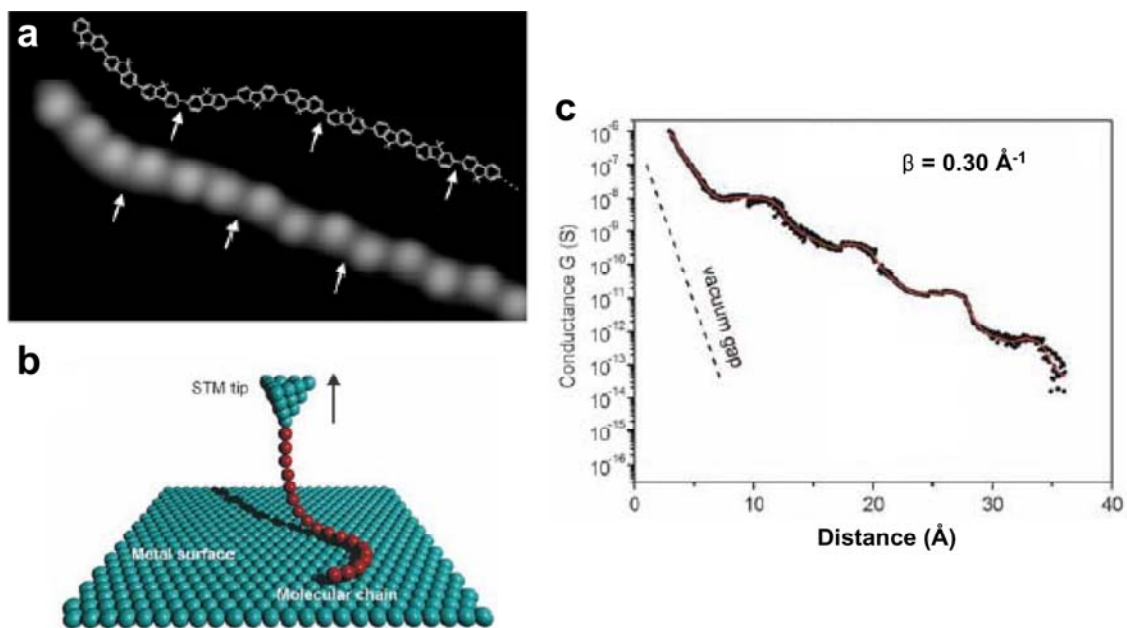 a
b
STM tip
Metal surface
Molecular chain
c
β = 0.30 Å⁻¹
vacuum gap
Conductance G (S)
10⁻⁶
10⁻⁷
10⁻⁸
10⁻⁹
10⁻¹⁰
10⁻¹¹
10⁻¹²
10⁻¹³
10⁻¹⁴
10⁻¹⁵
10⁻¹⁶
0 10 20 30 40
Distance (Å)